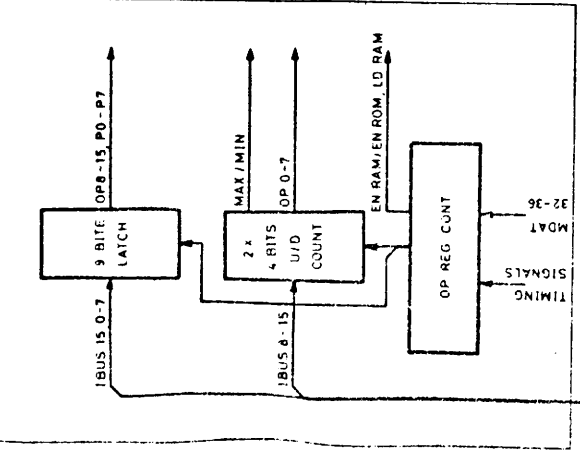 OP8-15, P0-P7
MAX/MIN
OP 0-7
EN RAM/EN ROM, LD RAM
9 BITE
LATCH
2 x
4 BITS
U/D
COUNT
OP REG CONT
IBUS 15 0-7
IBUS 8-15
MDAT
32-36
TIMING
SIGNALS